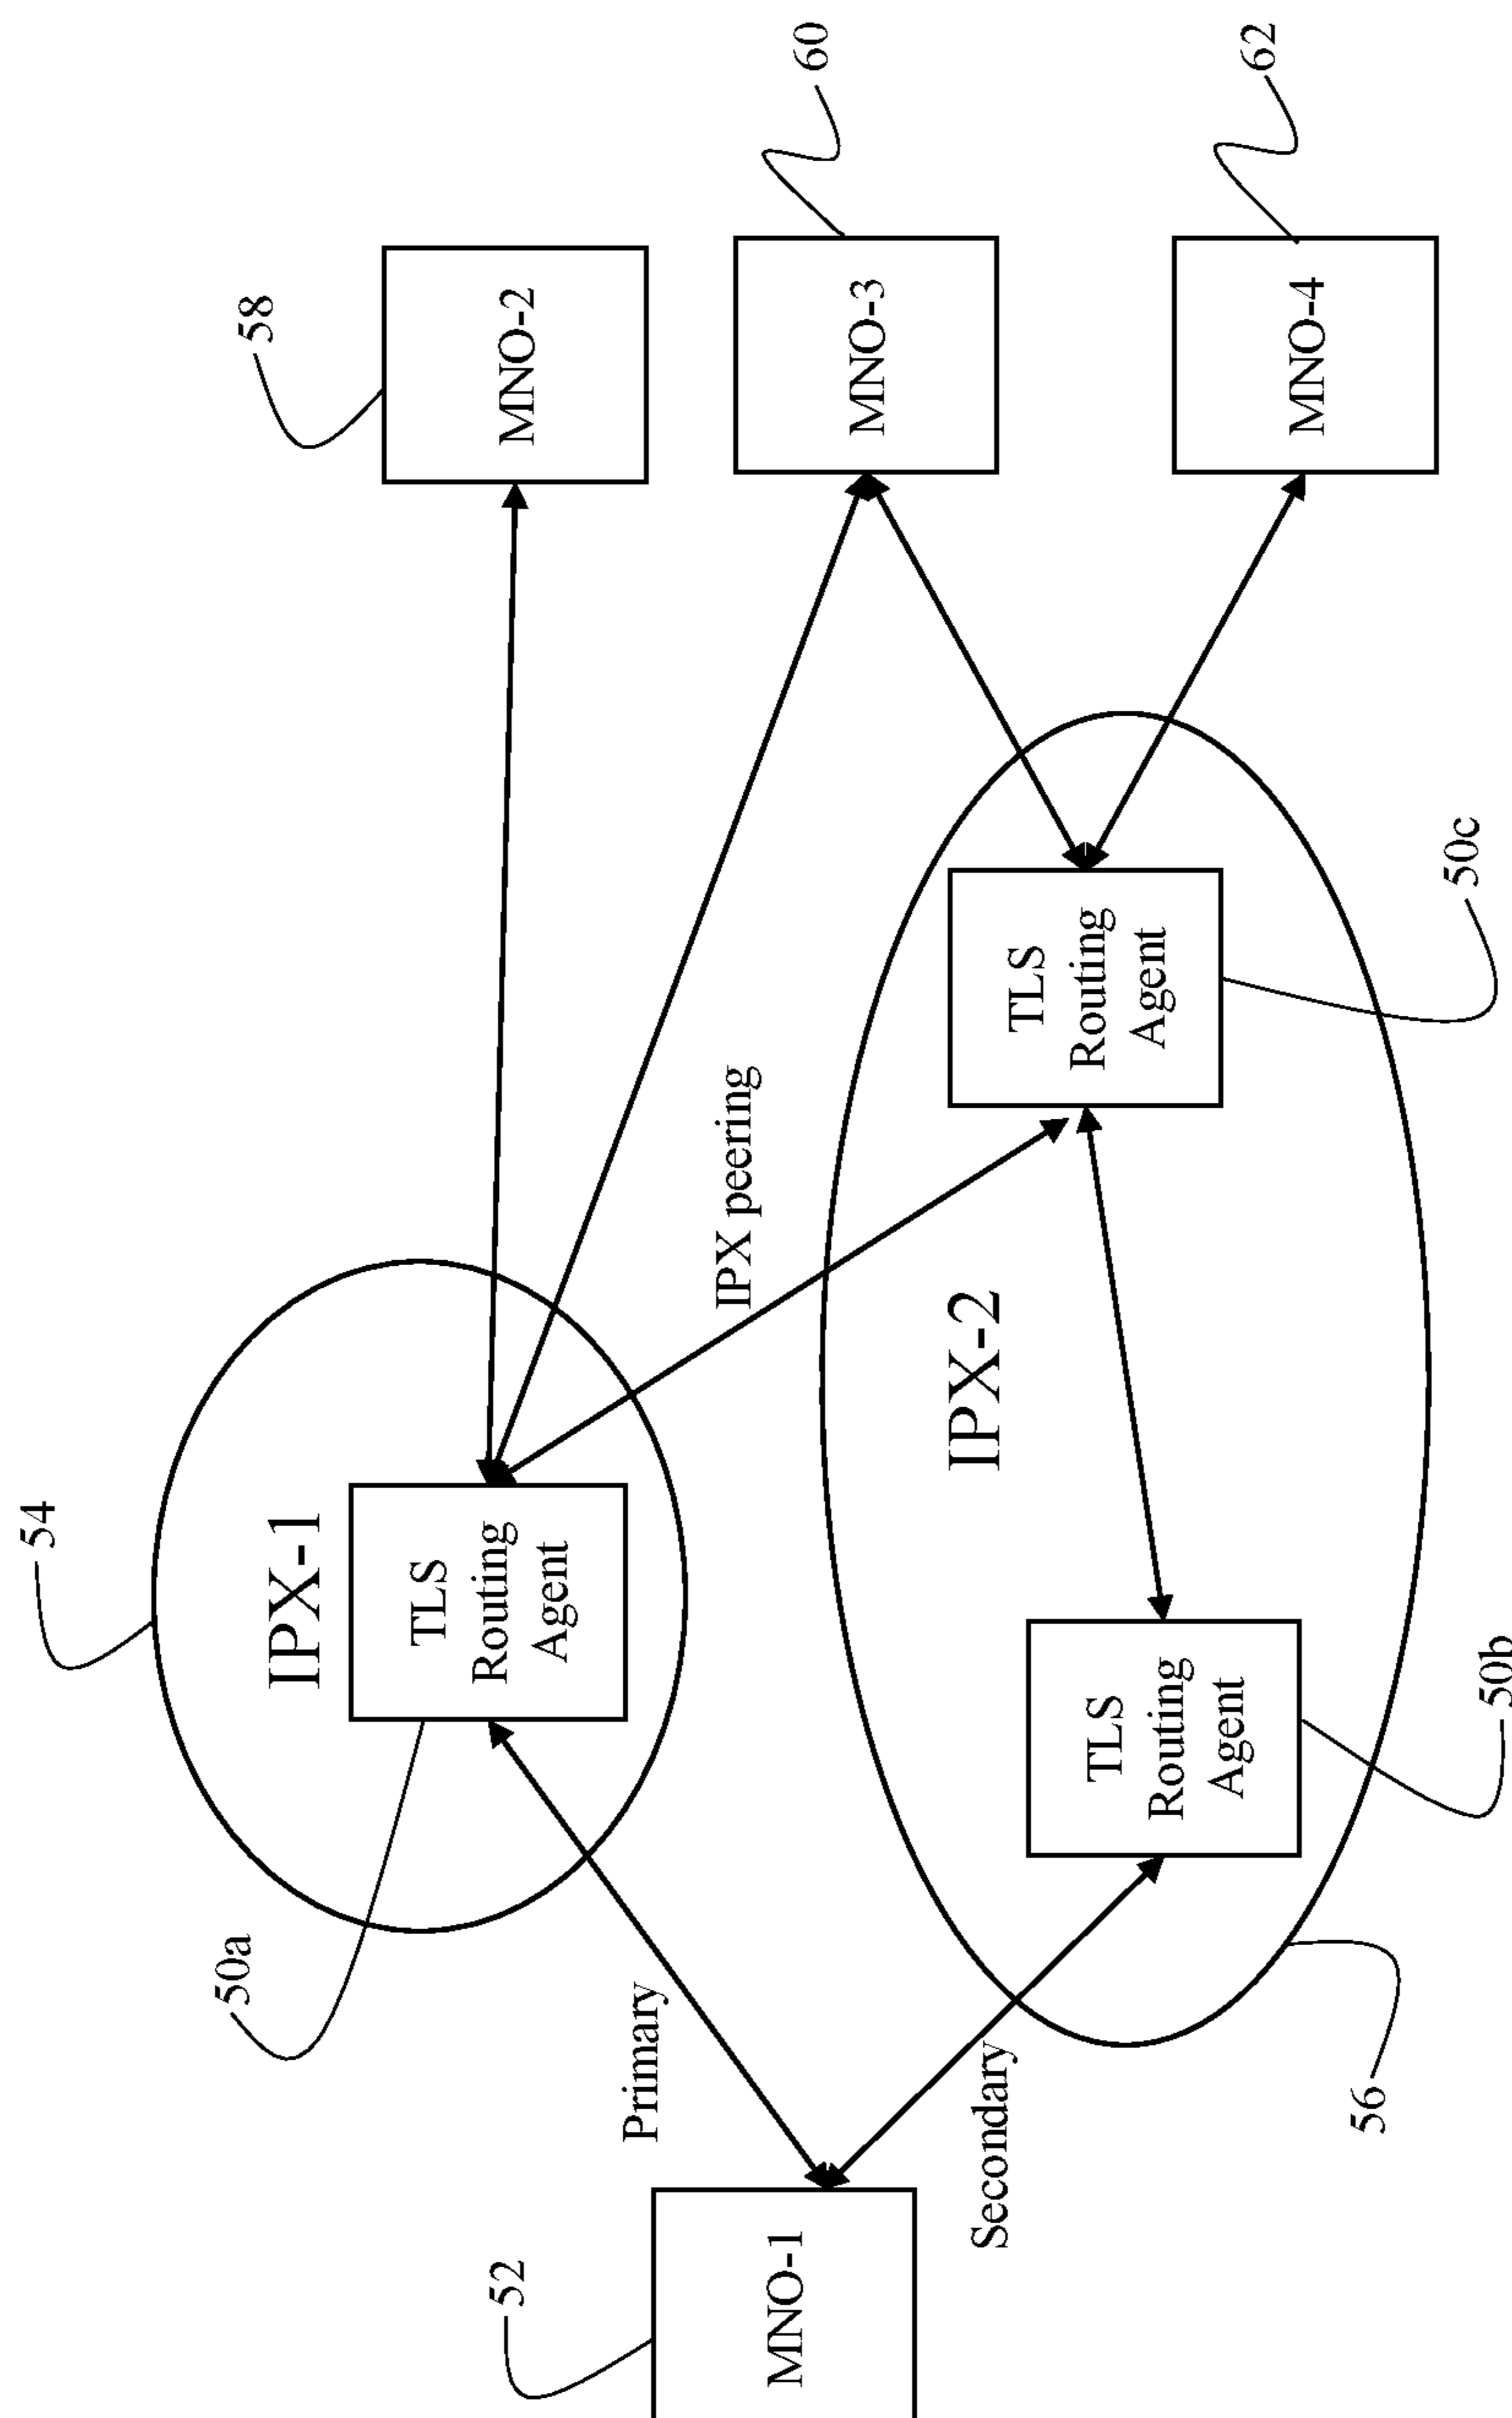 54
IPX-1
TLS
Routing
Agent
50a
58
MNO-2
Primary
IPX peering
60
MNO-3
52
MNO-1
Secondary
IPX-2
TLS
Routing
Agent
50b
TLS
Routing
Agent
50c
56
62
MNO-4